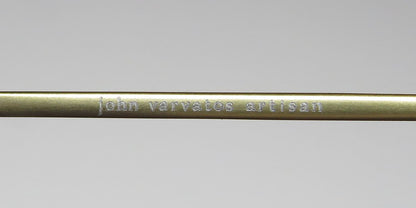 john varvatos artisan